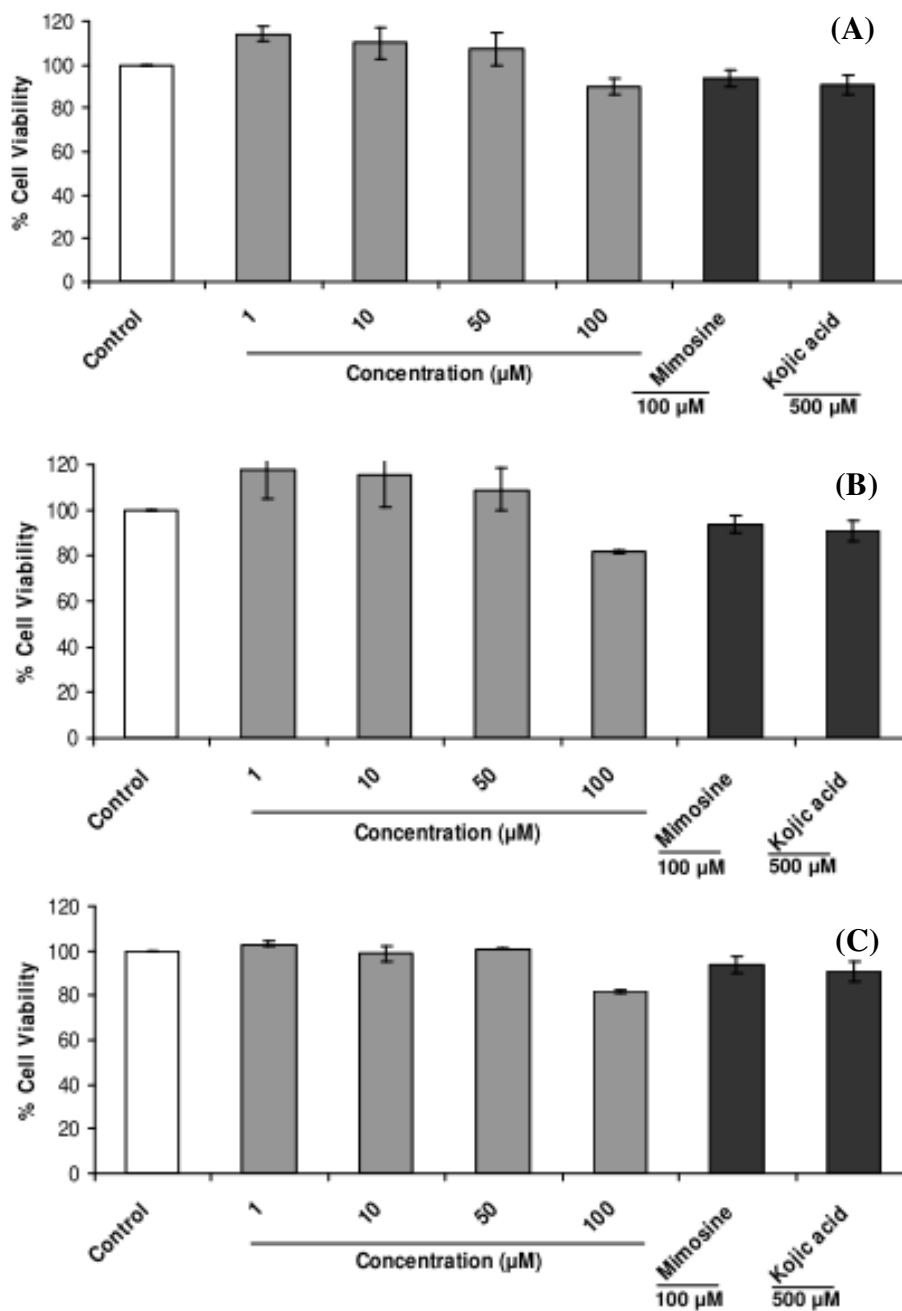 (A)
120
100
80
60
40
20
0
% Cell Viability
Control
1
10
50
100
Mimosine
Kojic acid
Concentration (µM)
100 µM
500 µM
(B)
120
100
80
60
40
20
0
% Cell Viability
Control
1
10
50
100
Mimosine
Kojic acid
Concentration (µM)
100 µM
500 µM
(C)
120
100
80
60
40
20
0
% Cell Viability
Control
1
10
50
100
Mimosine
Kojic acid
Concentration (µM)
100 µM
500 µM